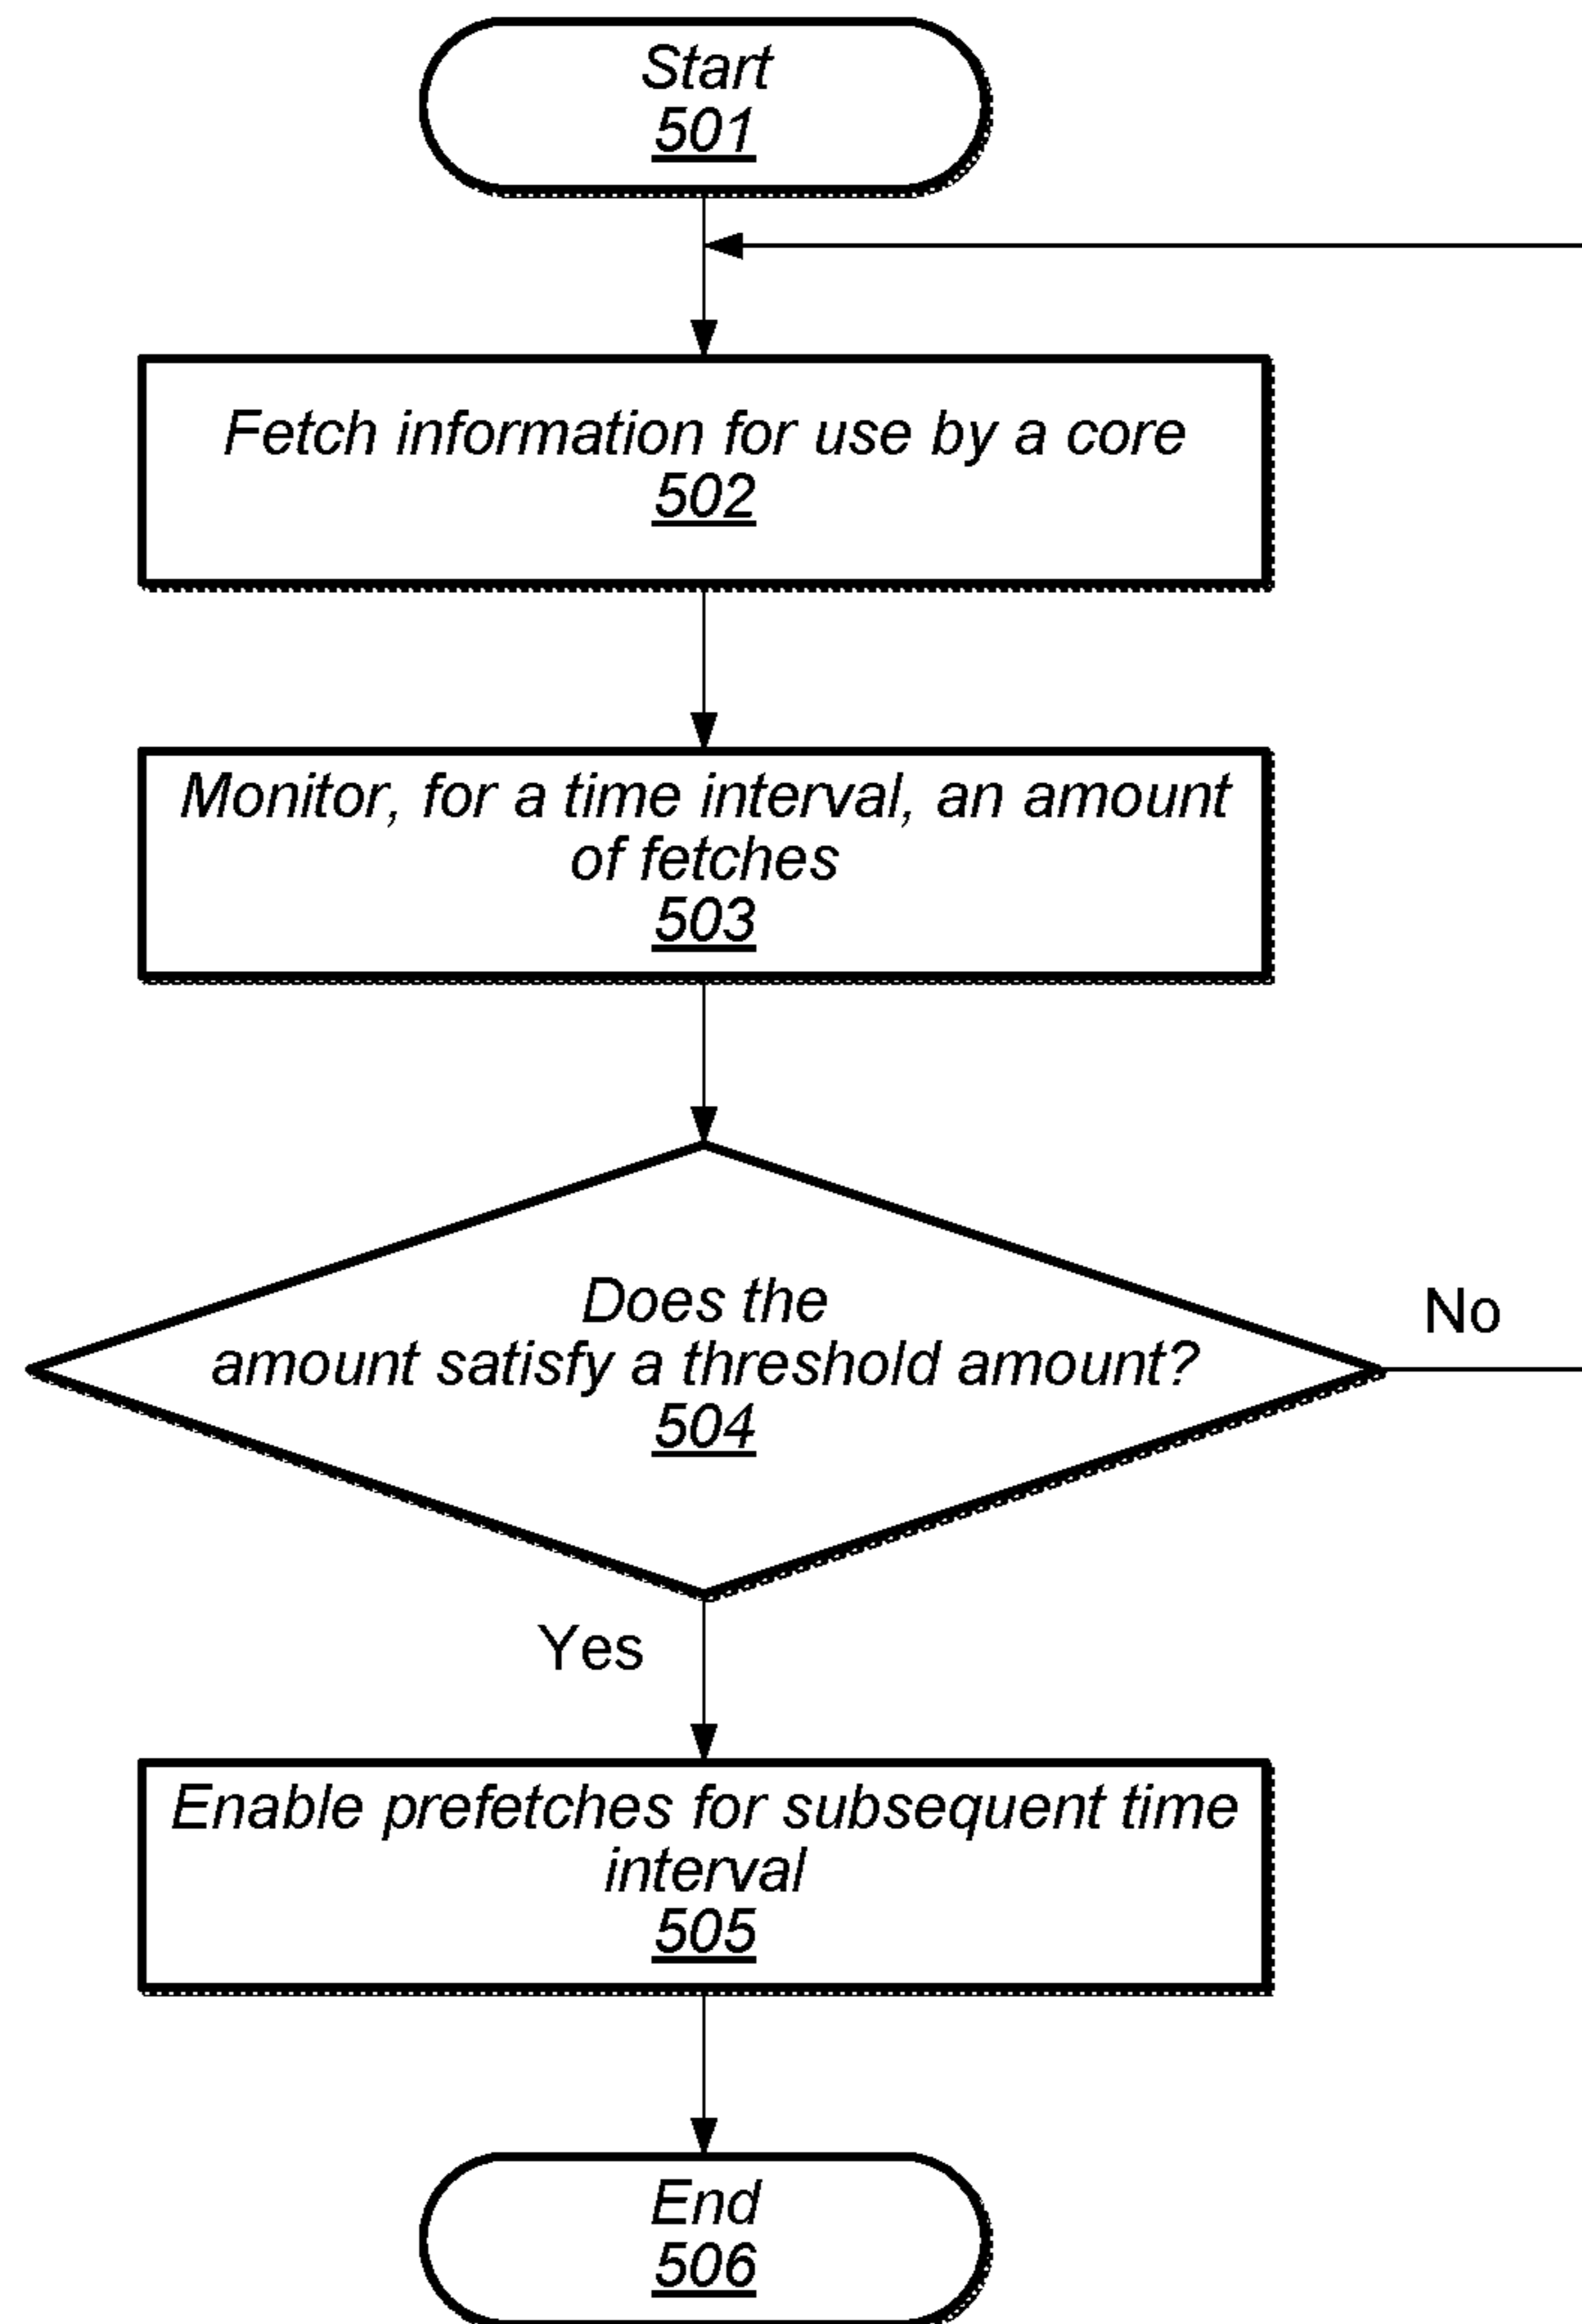 Start
501
Fetch information for use by a core
502
Monitor, for a time interval, an amount
of fetches
503
Does the
amount satisfy a threshold amount?
504
No
Yes
Enable prefetches for subsequent time
interval
505
End
506